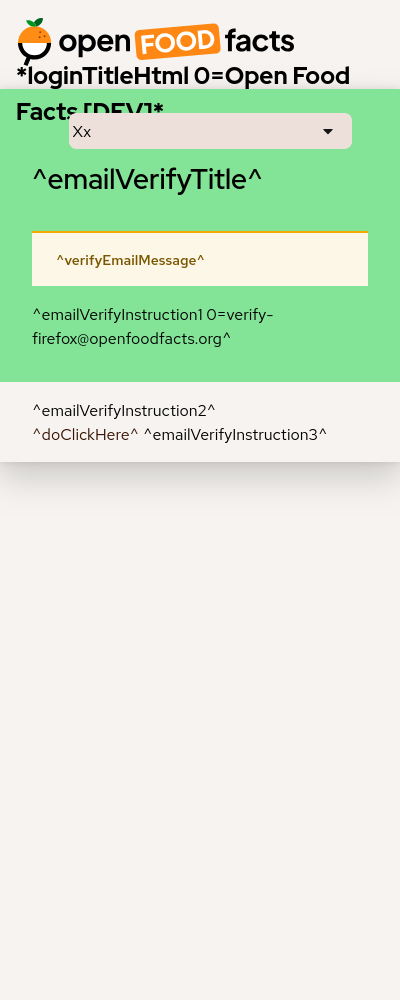 open FOOD facts
*loginTitleHtml 0=Open Food
Facts [DEV]*
Xx
^emailVerifyTitle^
^verifyEmailMessage^
^emailVerifyInstruction1 0=verify-
firefox@openfoodfacts.org^
^emailVerifyInstruction2^
^doClickHere^ ^emailVerifyInstruction3^